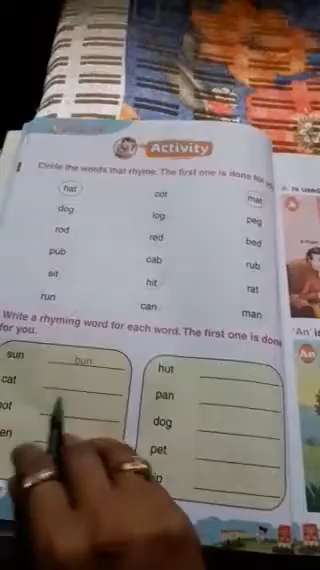 Activity
Circle the words that rhyme. The first one is done for
hat cot mat
dog log peg
rod red bed
pub cab rub
sit hit rat
run can man
Write a rhyming word for each word. The first one is done
for you.
sun bun
cat
hut
pan
dog
pet
is used
A
'An' i
An